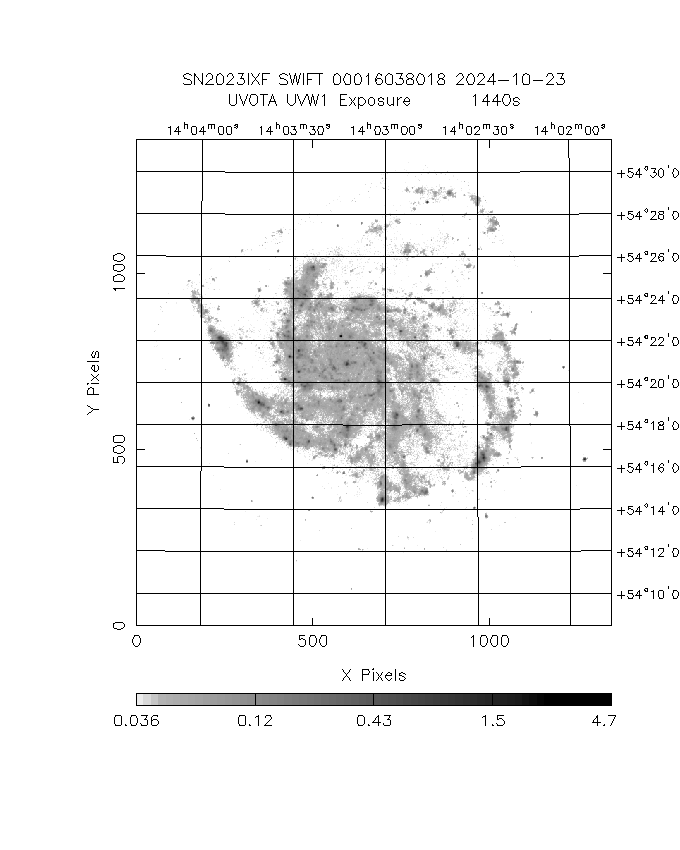 SN2023IXF SWIFT 00016038018 2024-10-23
UVOTA UVW1 Exposure 1440s
14ʰ04ᵐ00ˢ 14ʰ03ᵐ30ˢ 14ʰ03ᵐ00ˢ 14ʰ02ᵐ30ˢ 14ʰ02ᵐ00ˢ
+54°30'0
+54°28'0
+54°26'0
1000
+54°24'0
+54°22'0
Y Pixels
+54°20'0
+54°18'0
500
+54°16'0
+54°14'0
+54°12'0
+54°10'0
0
0 500 1000
X Pixels
0.036 0.12 0.43 1.5 4.7